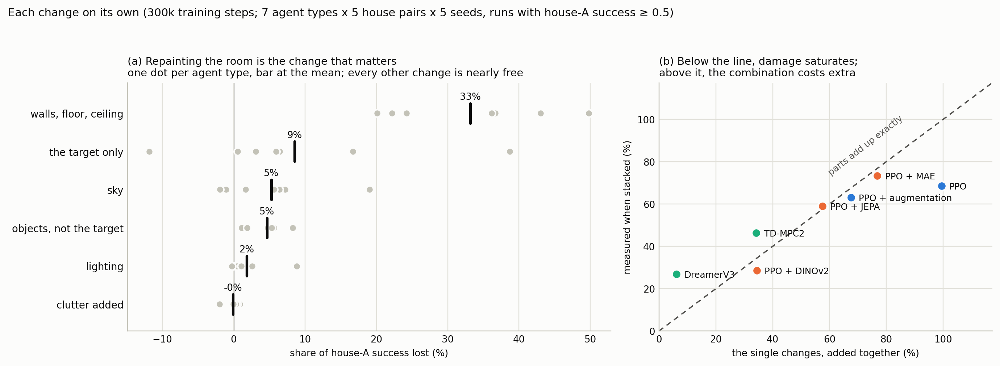 Each change on its own (300k training steps; 7 agent types x 5 house pairs x 5 seeds, runs with house-A success ≥ 0.5)
(a) Repainting the room is the change that matters
one dot per agent type, bar at the mean; every other change is nearly free
walls, floor, ceiling
33%
the target only
9%
sky
5%
objects, not the target
5%
lighting
2%
clutter added
-0%
−10 0 10 20 30 40 50
share of house-A success lost (%)
(b) Below the line, damage saturates;
above it, the combination costs extra
measured when stacked (%)
100
80
60
40
20
0
parts add up exactly
PPO + MAE
PPO
PPO + augmentation
PPO + JEPA
TD-MPC2
PPO + DINOv2
DreamerV3
0 20 40 60 80 100
the single changes, added together (%)